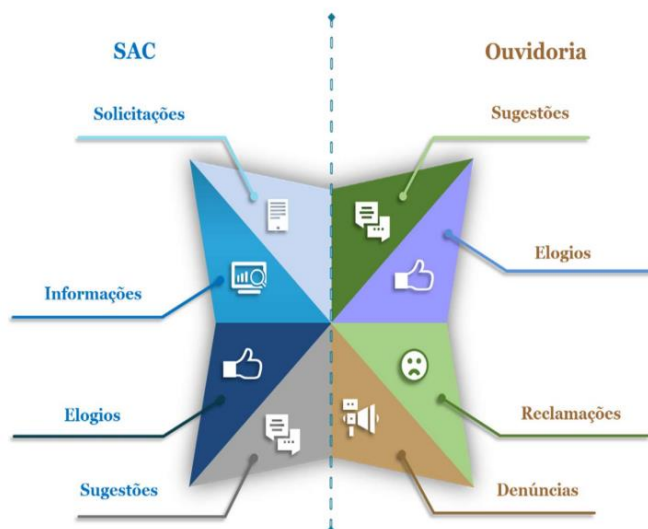 SAC
Ouvidoria
Solicitações
Sugestões
Informações
Elogios
Elogios
Reclamações
Sugestões
Denúncias